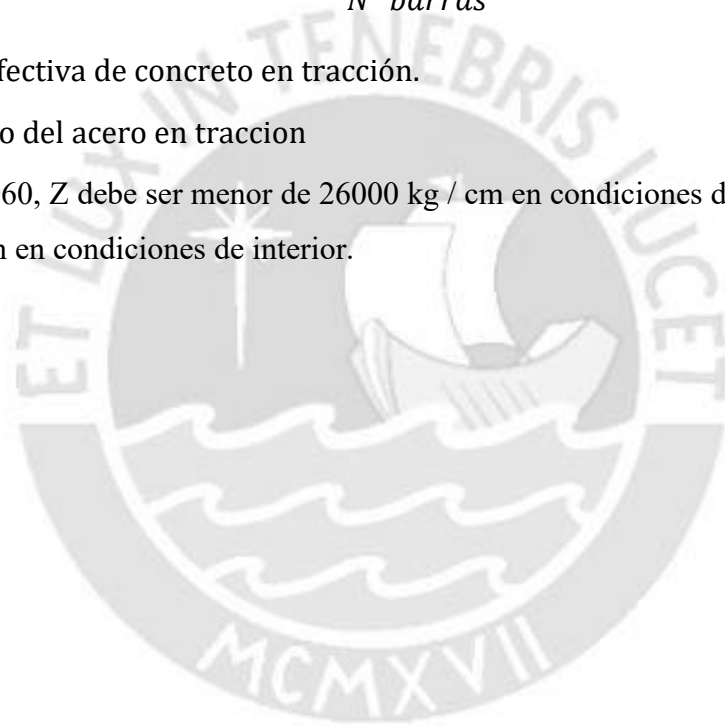 N° barras
fectiva de concreto en tracción.
o del acero en traccion
60, Z debe ser menor de 26000 kg / cm en condiciones d
en condiciones de interior.
ET LUX IN TENEBRIS LUCET
MCMXVII